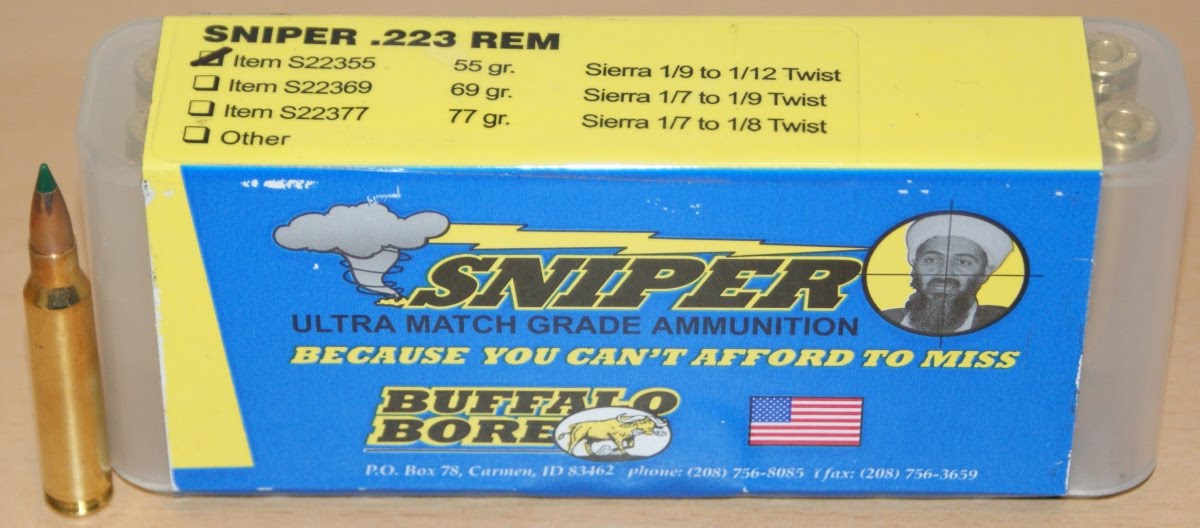 SNIPER .223 REM
Item S22355 55 gr. Sierra 1/9 to 1/12 Twist
Item S22369 69 gr. Sierra 1/7 to 1/9 Twist
Item S22377 77 gr. Sierra 1/7 to 1/8 Twist
Other
SNIPER
ULTRA MATCH GRADE AMMUNITION
BECAUSE YOU CAN'T AFFORD TO MISS
BUFFALO
BORE
P.O. Box 78, Carmen, ID 83462 phone: (208) 756-8085 ï fax: (208) 756-3659